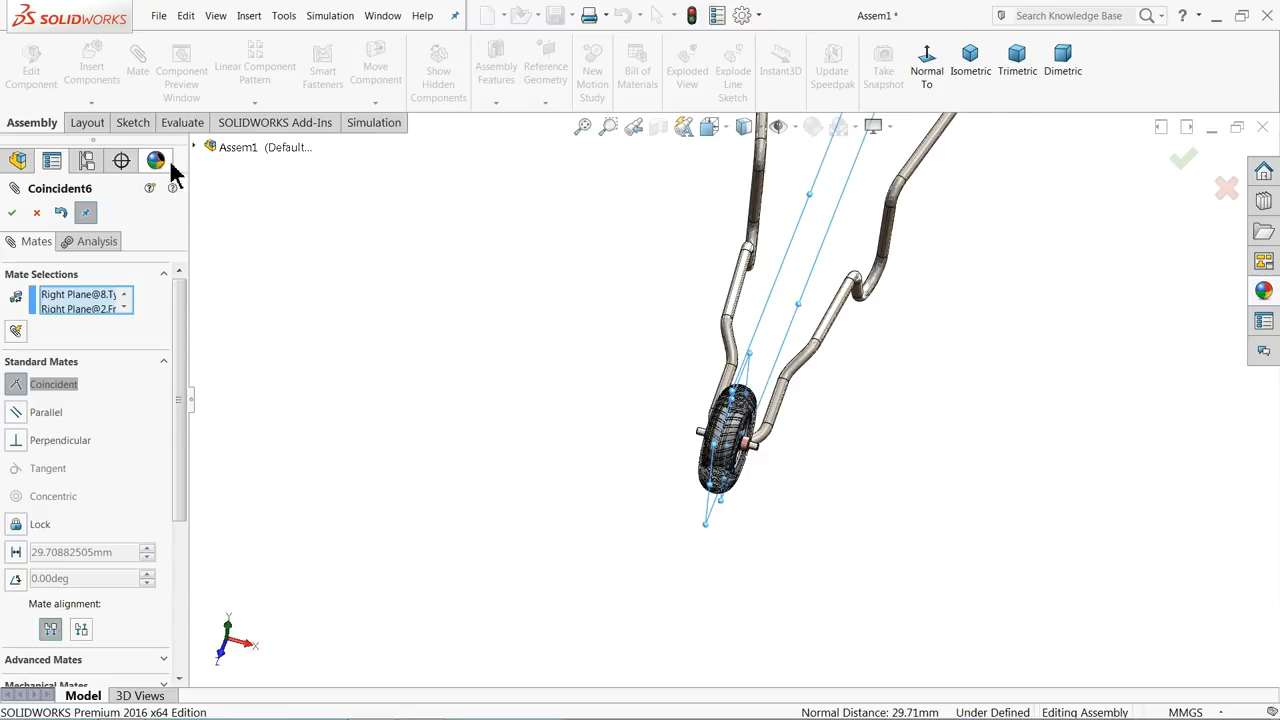 SOLIDWORKS
File Edit View Insert Tools Simulation Window Help
Assem1 *
Search Knowledge Base
?
Edit Component
Insert Components
Mate
Component Preview Window
Linear Component Pattern
Smart Fasteners
Move Component
Show Hidden Components
Assembly Features
Reference Geometry
New Motion Study
Bill of Materials
Exploded View
Explode Line Sketch
Instant3D
Update Speedpak
Take Snapshot
Normal To
Isometric
Trimetric
Dimetric
Assembly Layout Sketch Evaluate SOLIDWORKS Add-Ins Simulation
Assem1 (Default...
Coincident6
Mates Analysis
Mate Selections
Right Plane@8.Ty
Right Plane@2.Fr
Standard Mates
Coincident
Parallel
Perpendicular
Tangent
Concentric
Lock
29.70882505mm
0.00deg
Mate alignment:
Advanced Mates
Mechanical Mates
Y
X
Z
Model 3D Views
SOLIDWORKS Premium 2016 x64 Edition
Normal Distance: 29.71mm Under Defined Editing Assembly MMGS